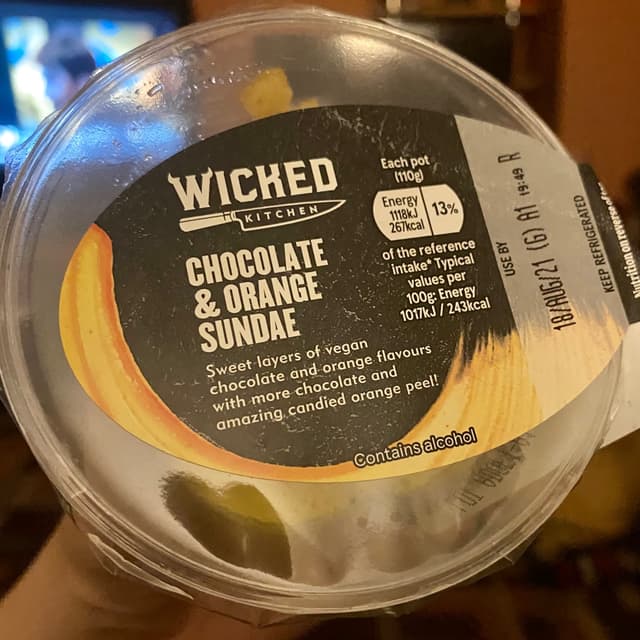 WICKED
KITCHEN
CHOCOLATE
& ORANGE
SUNDAE
Sweet layers of vegan
chocolate and orange flavours
with more chocolate and
amazing candied orange peel!
Contains alcohol
Each pot
(110g)
Energy
1118kJ
267kcal
13%
of the reference
intake* Typical
values per
100g: Energy
1017kJ / 243kcal
USE BY
18/AUG/21 (G) A1 19:49 R
KEEP REFRIGERATED